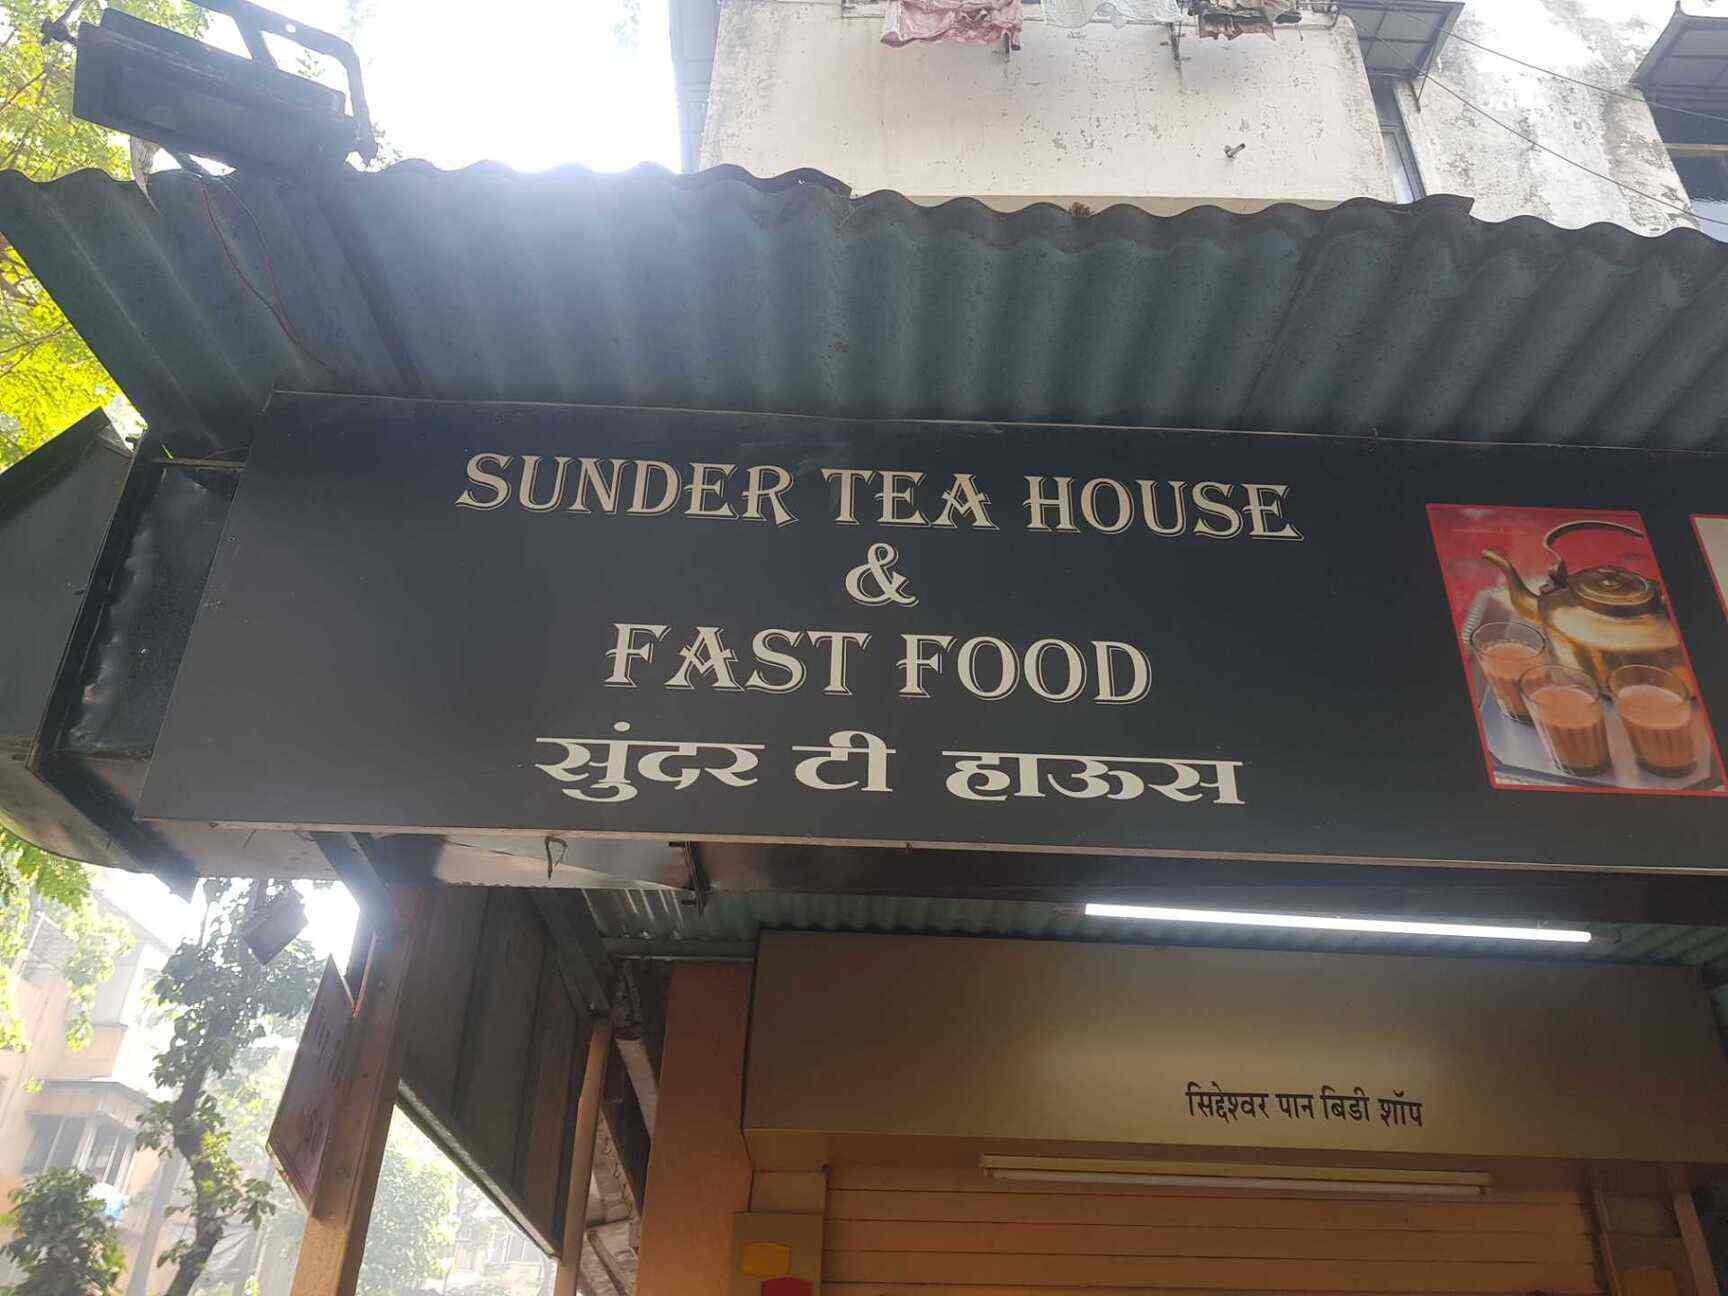 SUNDER TEA HOUSE
&
FAST FOOD
सुंदर टी हाऊस
सिद्देश्वर पान बिडी शॉप